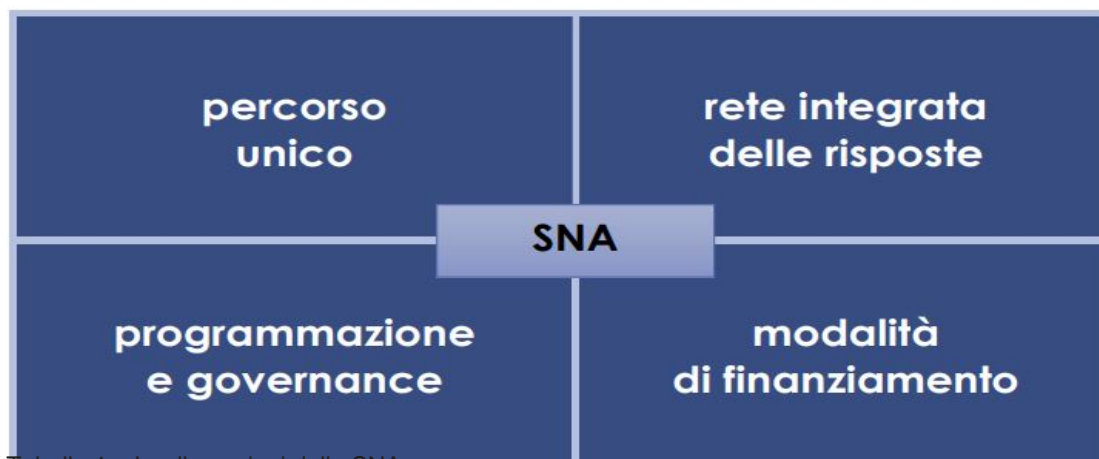 percorso
unico
rete integrata
delle risposte
SNA
programmazione
e governance
modalità
di finanziamento